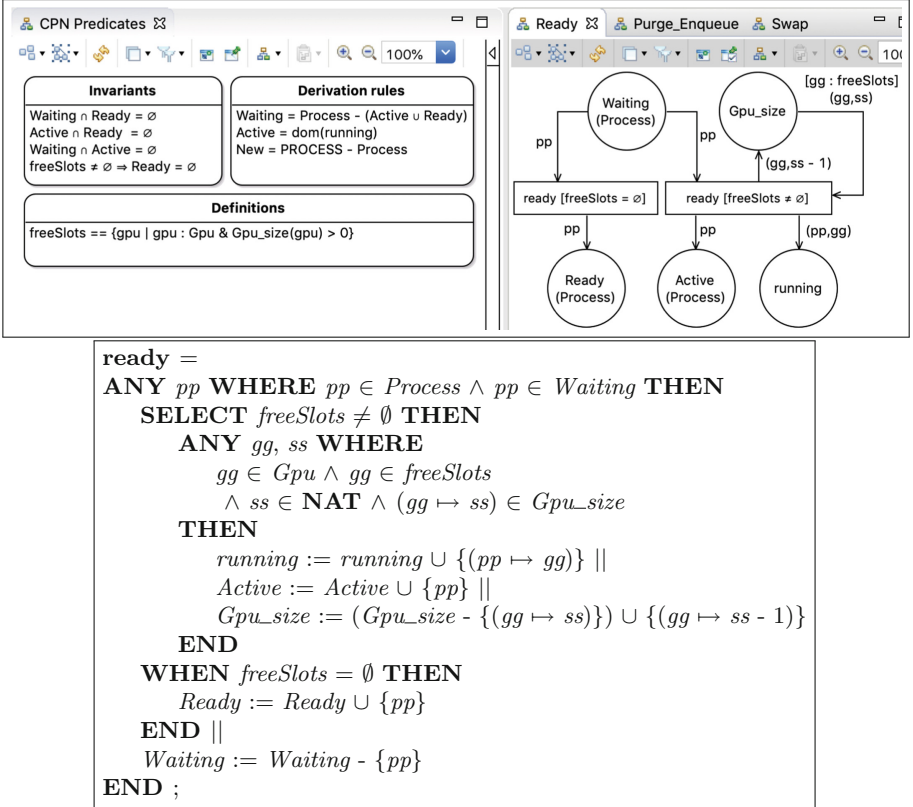 CPN Predicates
100%
Invariants
Waiting ∩ Ready = ∅
Active ∩ Ready = ∅
Waiting ∩ Active = ∅
freeSlots ≠ ∅ ⇒ Ready = ∅
Derivation rules
Waiting = Process - (Active ∪ Ready)
Active = dom(running)
New = PROCESS - Process
Definitions
freeSlots == {gpu | gpu : Gpu & Gpu_size(gpu) > 0}
Ready Purge_Enqueue Swap
100
Waiting
(Process)
Gpu_size
[gg : freeSlots]
(gg,ss)
pp
pp
(gg,ss - 1)
ready [freeSlots = ∅]
ready [freeSlots ≠ ∅]
pp
pp
(pp,gg)
Ready
(Process)
Active
(Process)
running
ready =
ANY pp WHERE pp ∈ Process ∧ pp ∈ Waiting THEN
SELECT freeSlots ≠ ∅ THEN
ANY gg, ss WHERE
gg ∈ Gpu ∧ gg ∈ freeSlots
∧ ss ∈ NAT ∧ (gg ↦ ss) ∈ Gpu_size
THEN
running := running ∪ {(pp ↦ gg)} ||
Active := Active ∪ {pp} ||
Gpu_size := (Gpu_size - {(gg ↦ ss)}) ∪ {(gg ↦ ss - 1)}
END
WHEN freeSlots = ∅ THEN
Ready := Ready ∪ {pp}
END ||
Waiting := Waiting - {pp}
END ;